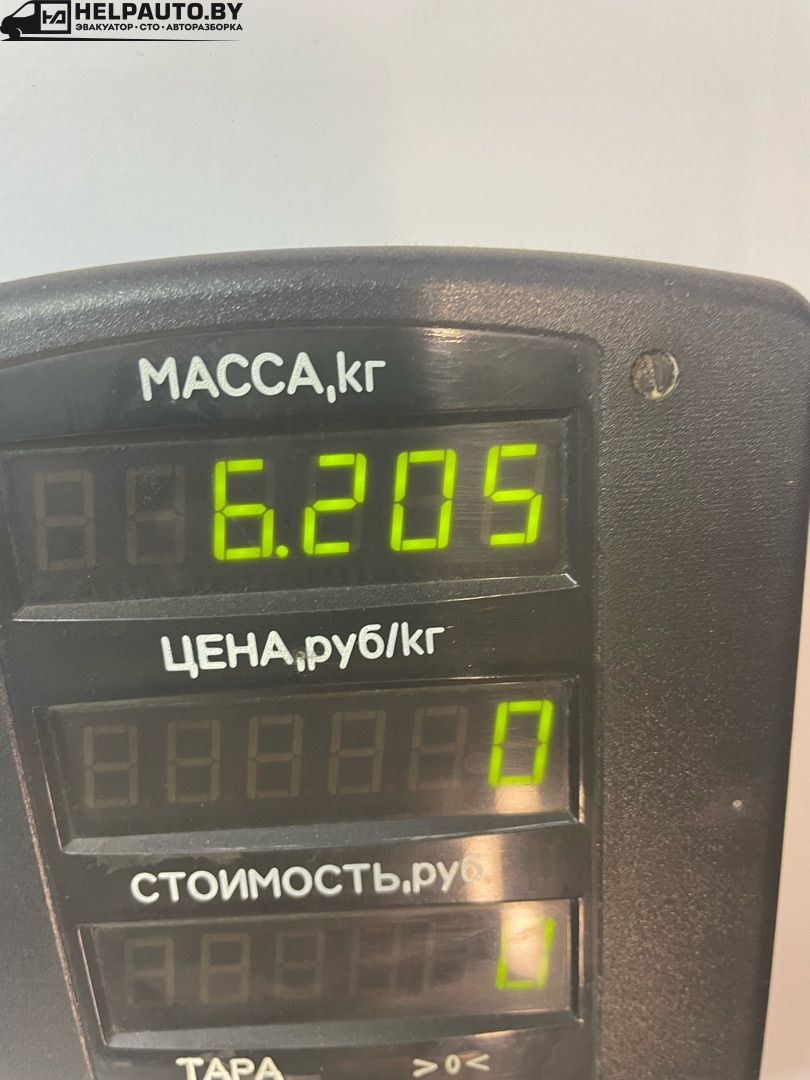 HELPAUTO.BY
ЭВАКУАТОР • СТО • АВТОРАЗБОРКА
МАССА,кг
6.205
ЦЕНА,руб/кг
0
СТОИМОСТЬ,руб
0
ТАРА >0<